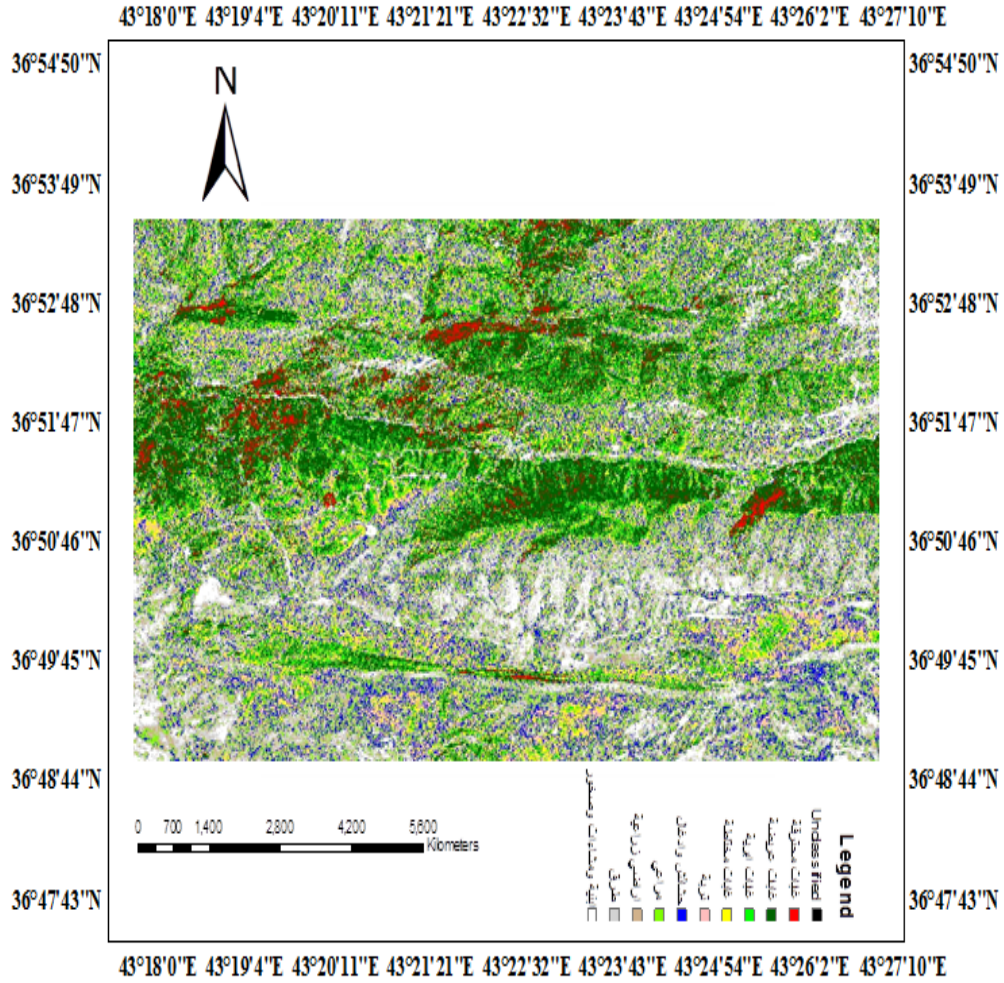 43°18'0"E 43°19'4"E 43°20'11"E 43°21'21"E 43°22'32"E 43°23'43"E 43°24'54"E 43°26'2"E 43°27'10"E
36°54'50"N 36°54'50"N
N
36°53'49"N 36°53'49"N
36°52'48"N 36°52'48"N
36°51'47"N 36°51'47"N
36°50'46"N 36°50'46"N
36°49'45"N 36°49'45"N
36°48'44"N 36°48'44"N
0 700 1,400 2,800 4,200 5,600
Kilometers
Legend
Unclassified
غابات محترقة
غابات عريضة
غابات ابرية
غابات مختلطة
تربة
حشائش وادغال
مراعي
اراضي زراعية
طرق
36°47'43"N 36°47'43"N
43°18'0"E 43°19'4"E 43°20'11"E 43°21'21"E 43°22'32"E 43°23'43"E 43°24'54"E 43°26'2"E 43°27'10"E